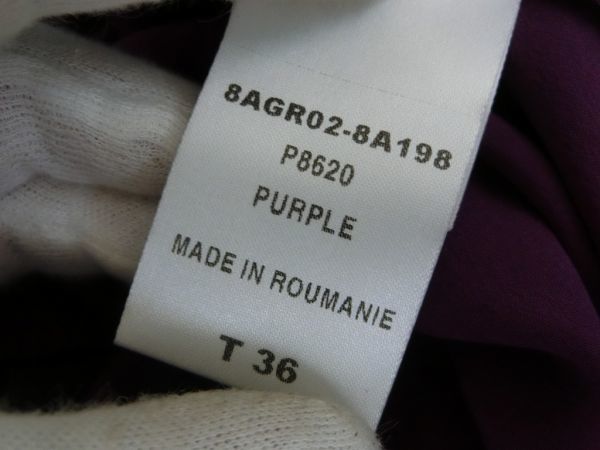 8AGR02-8A198
P8620
PURPLE
MADE IN ROUMANIE
T 36